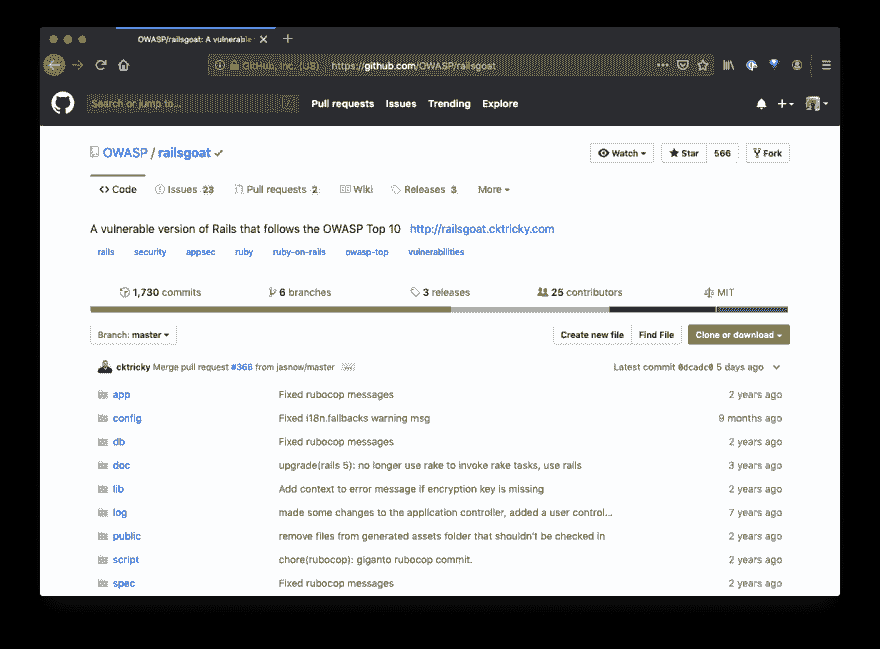 OWASP/railsgoat: A vulnerable
GitHub, Inc. (US) https://github.com/OWASP/railsgoat
Search or jump to... /
Pull requests Issues Trending Explore
OWASP / railsgoat
Watch Star 566 Fork
Code Issues 23 Pull requests 2 Wiki Releases 3 More
A vulnerable version of Rails that follows the OWASP Top 10 http://railsgoat.cktricky.com
rails security appsec ruby ruby-on-rails owasp-top vulnerabilities
1,730 commits 6 branches 3 releases 25 contributors MIT
Branch: master Create new file Find File Clone or download
cktricky Merge pull request #366 from jasnow/master ... Latest commit 0dcadc0 5 days ago
app Fixed rubocop messages 2 years ago
config Fixed i18n.fallbacks warning msg 9 months ago
db Fixed rubocop messages 2 years ago
doc upgrade(rails 5): no longer use rake to invoke rake tasks, use rails 3 years ago
lib Add context to error message if encryption key is missing 2 years ago
log made some changes to the application controller, added a user control... 7 years ago
public remove files from generated assets folder that shouldn't be checked in 2 years ago
script chore(rubocop): giganto rubocop commit. 2 years ago
spec Fixed rubocop messages 2 years ago